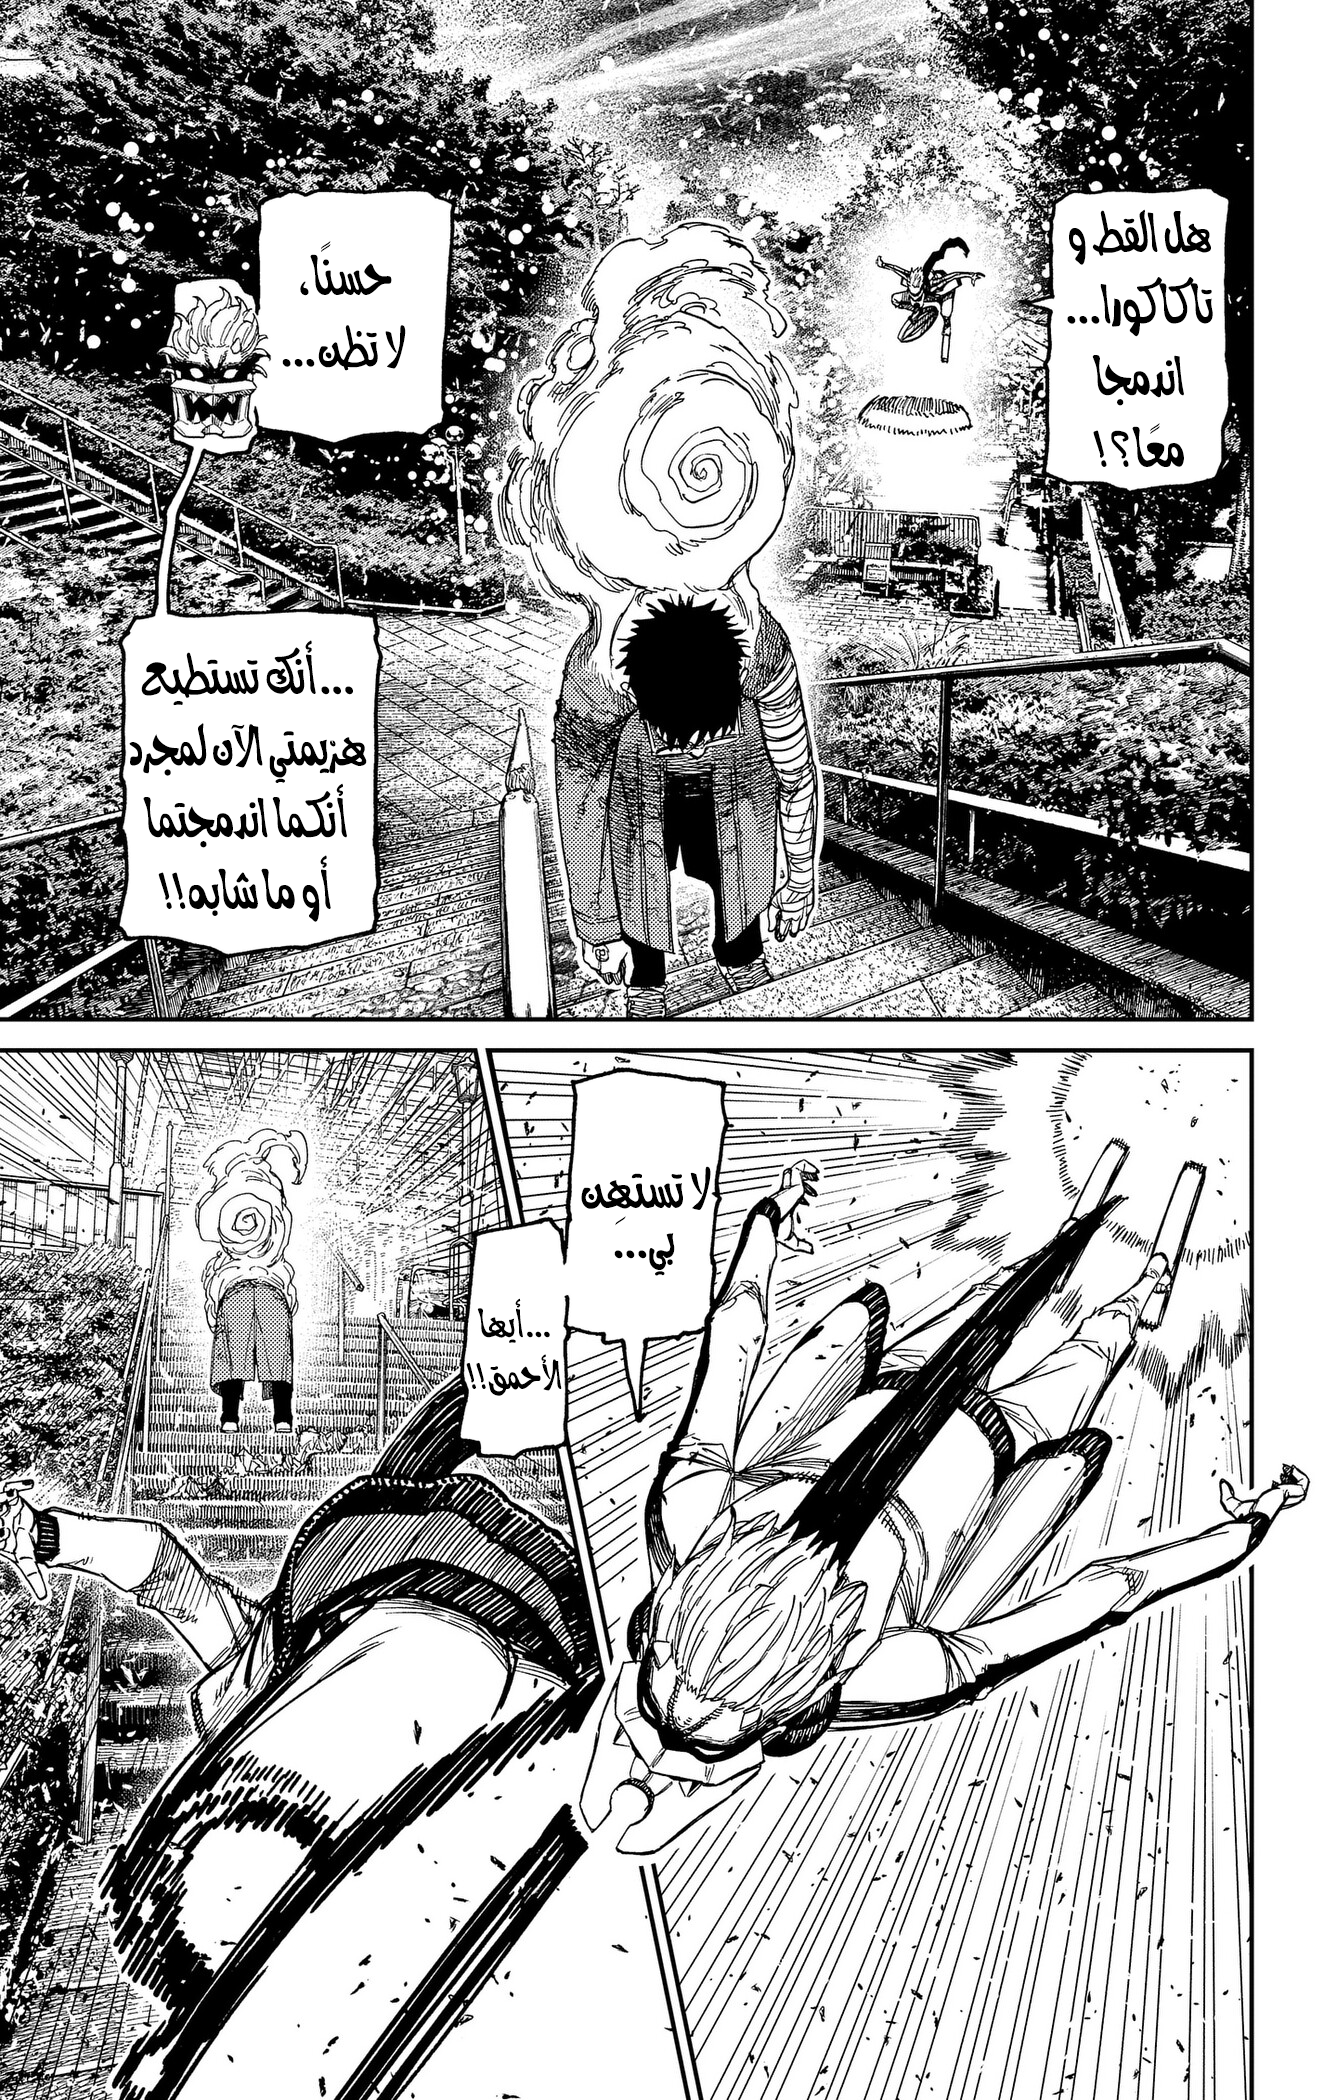 هل القط و
تاكاكورا...
اندمجا
معًا؟!
حسنًا،
لا تظن...
...أنك تستطيع
هزيمتي الآن لمجرد
أنكما اندمجتما
أو ما شابه!!
لا تستهِن
بي...
...أيها
الأحمق!!